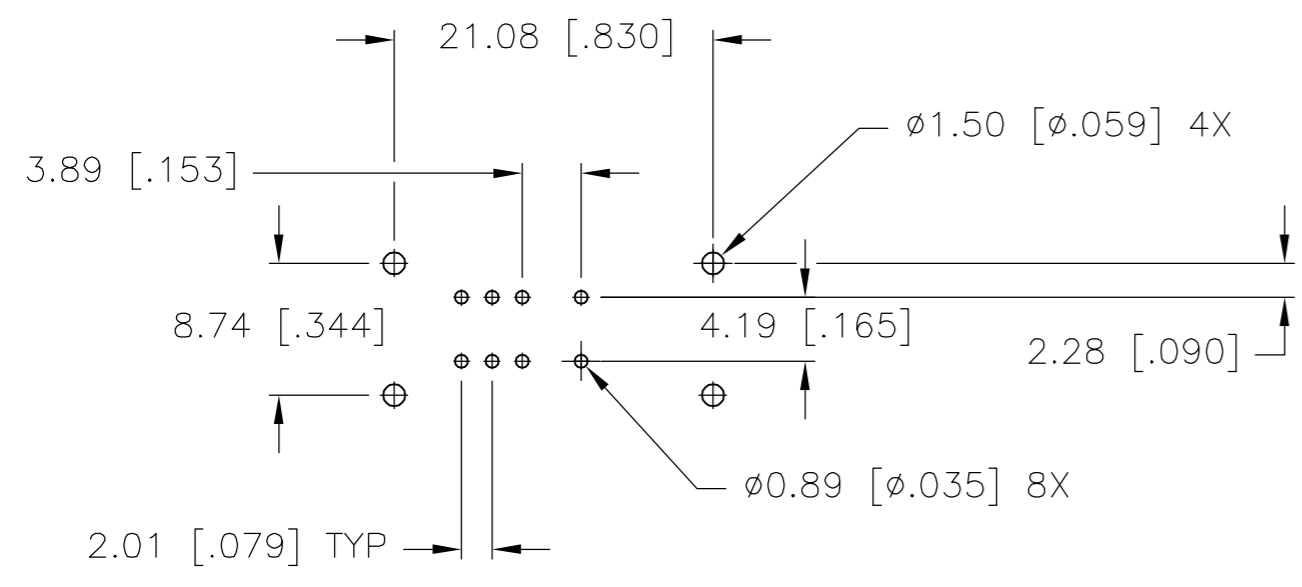 21.08 [.830]
ø1.50 [ø.059] 4X
3.89 [.153]
8.74 [.344]
4.19 [.165]
2.28 [.090]
ø0.89 [ø.035] 8X
2.01 [.079] TYP